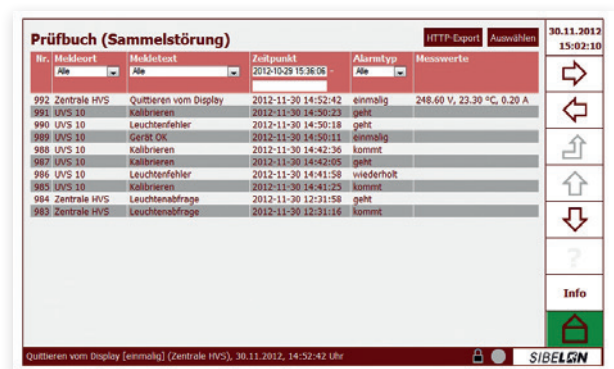 Prüfbuch (Sammelstörung)
HTTP-Export Auswählen
30.11.2012
15:02:10
Nr. Meldeort Meldetext Zeitpunkt Alarmtyp Messwerte
Alle Alle 2012-10-29 15:36:06 - Alle
992 Zentrale HVS Quittieren vom Display 2012-11-30 14:52:42 einmalig 248.60 V, 23.30 ºC, 0.20 A
991 UVS 10 Kalibrieren 2012-11-30 14:50:23 geht
990 UVS 10 Leuchtenfehler 2012-11-30 14:50:18 geht
989 UVS 10 Gerät OK 2012-11-30 14:50:11 einmalig
988 UVS 10 Kalibrieren 2012-11-30 14:42:36 kommt
987 UVS 10 Kalibrieren 2012-11-30 14:42:05 geht
986 UVS 10 Leuchtenfehler 2012-11-30 14:41:58 wiederholt
985 UVS 10 Kalibrieren 2012-11-30 14:41:25 kommt
984 Zentrale HVS Leuchtenabfrage 2012-11-30 12:31:58 geht
983 Zentrale HVS Leuchtenabfrage 2012-11-30 12:31:16 kommt
?
Info
Quittieren vom Display [einmalig] (Zentrale HVS), 30.11.2012, 14:52:42 Uhr
SIBELON